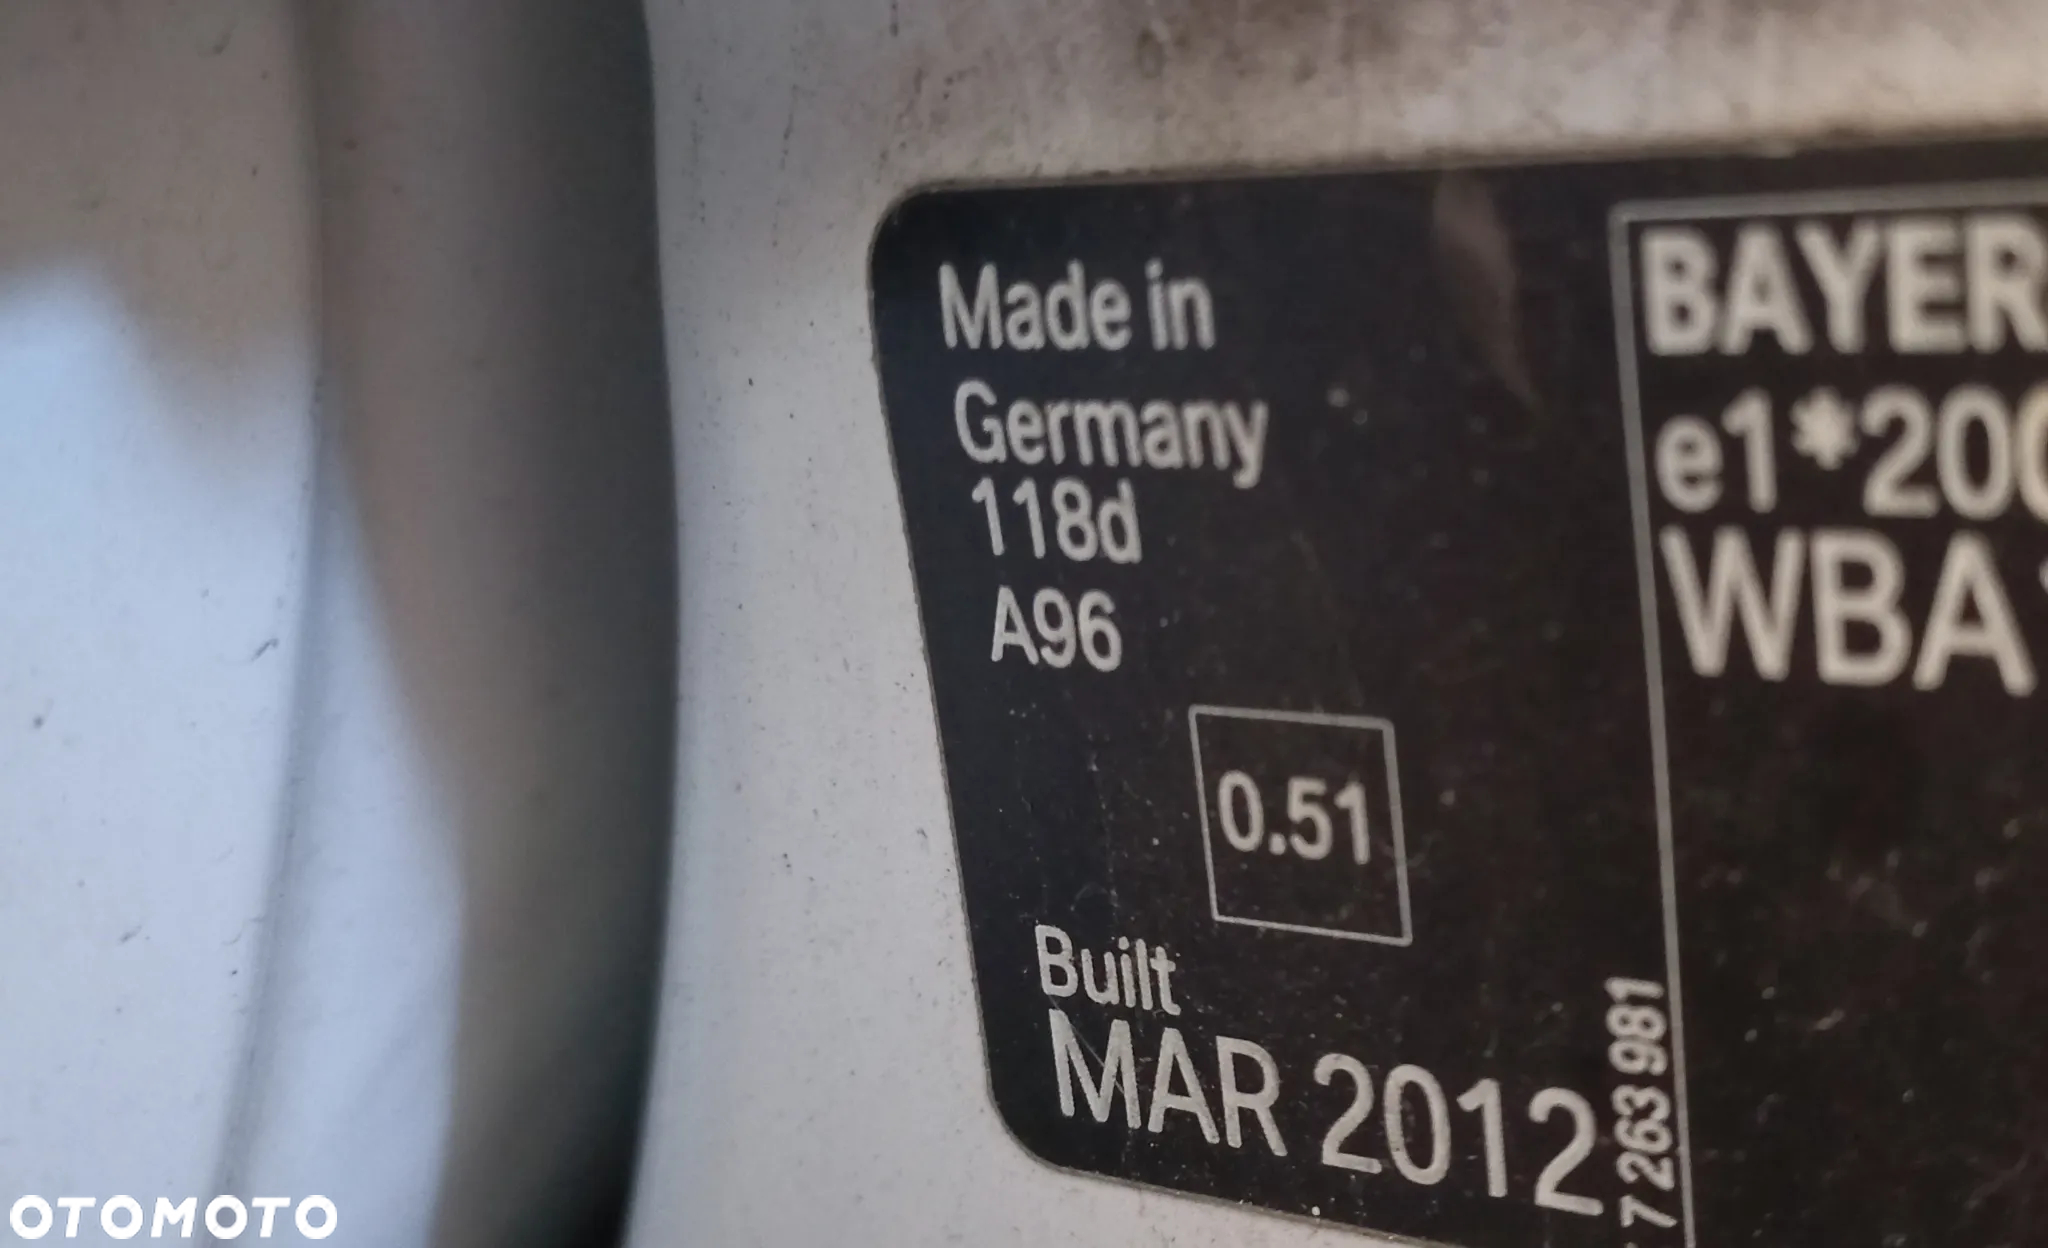 Made in
Germany
118d
A96
0.51
Built
MAR 2012
7 263 981
BAYER
e1*200
WBA
OTOMOTO